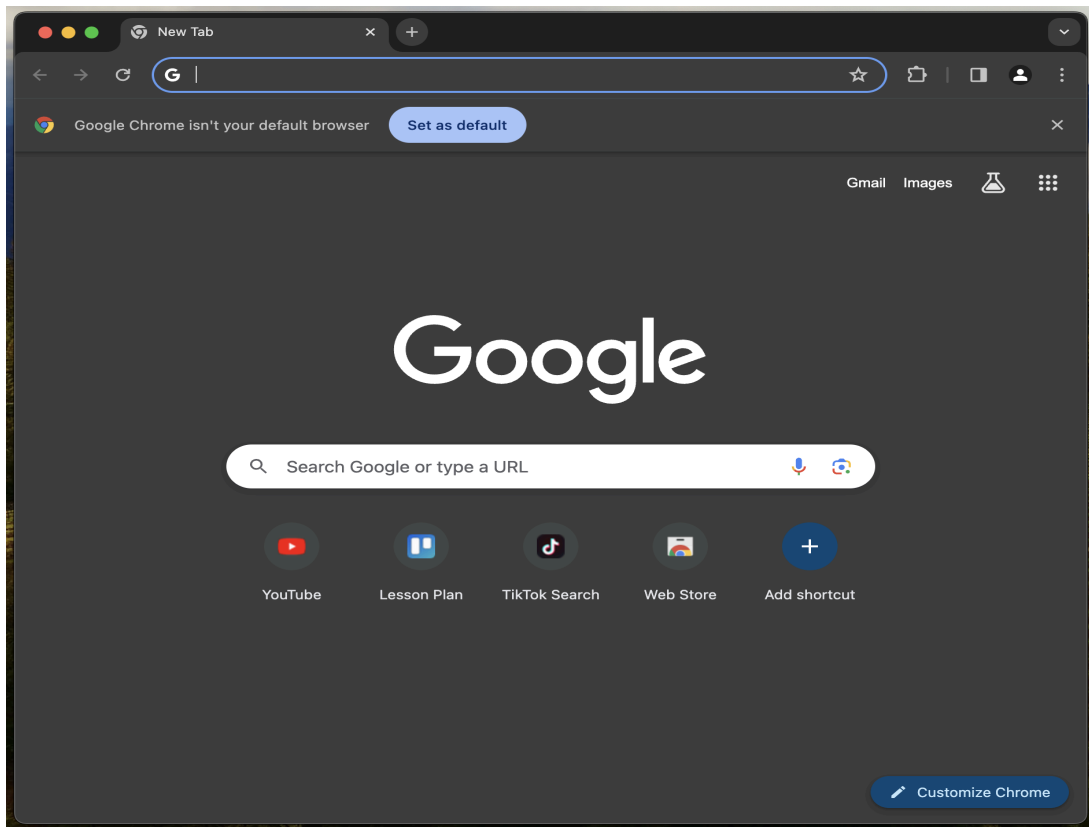 New Tab
G
Google Chrome isn't your default browser Set as default
Gmail Images
Google
Search Google or type a URL
YouTube Lesson Plan TikTok Search Web Store Add shortcut
Customize Chrome